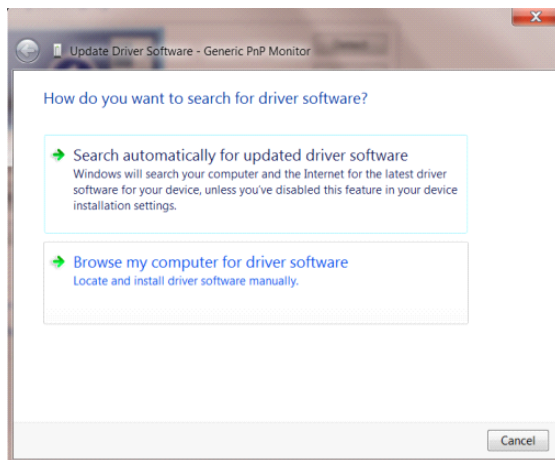 Update Driver Software - Generic PnP Monitor
How do you want to search for driver software?
Search automatically for updated driver software
Windows will search your computer and the Internet for the latest driver
software for your device, unless you've disabled this feature in your device
installation settings.
Browse my computer for driver software
Locate and install driver software manually.
Cancel